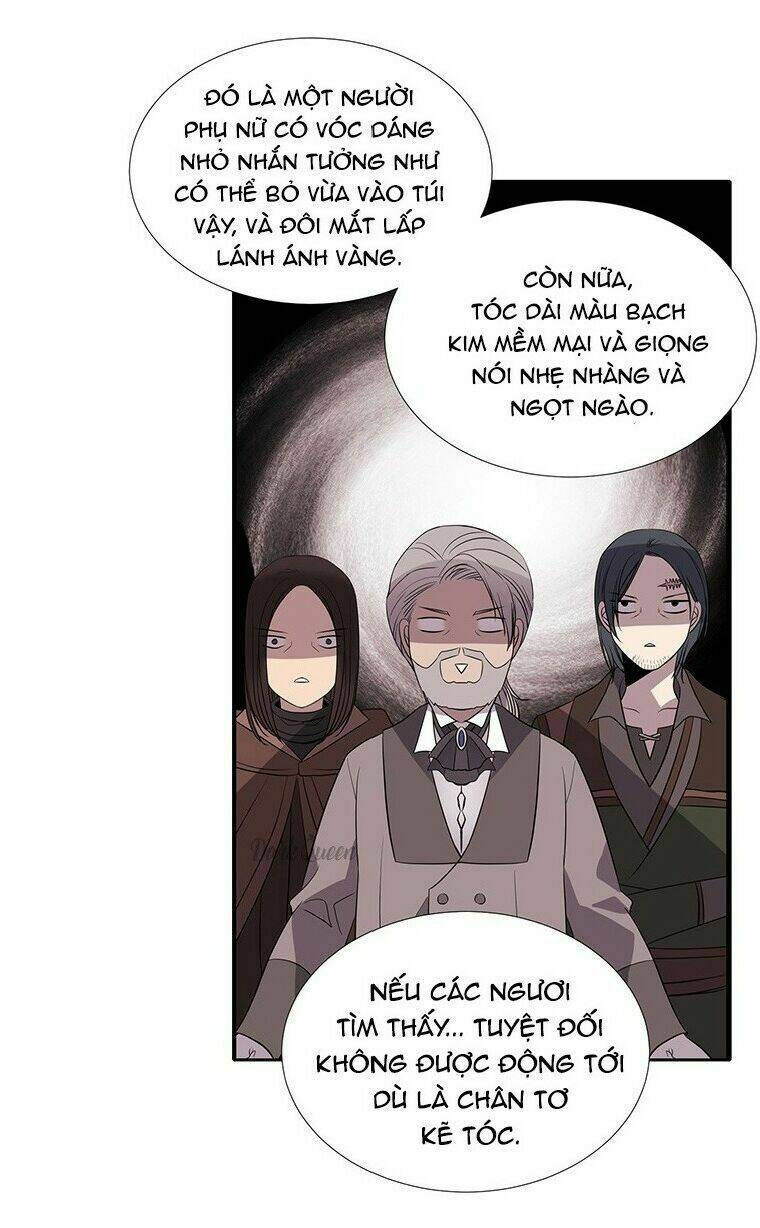 ĐÓ LÀ MỘT NGƯỜI
PHỤ NỮ CÓ VÓC DÁNG
NHỎ NHẮN TƯỞNG NHƯ
CÓ THỂ BỎ VỪA VÀO TÚI
VẬY, VÀ ĐÔI MẮT LẤP
LÁNH ÁNH VÀNG.
CÒN NỮA,
TÓC DÀI MÀU BẠCH
KIM MỀM MẠI VÀ GIỌNG
NÓI NHẸ NHÀNG VÀ
NGỌT NGÀO.
Dark Queen
NẾU CÁC NGƯƠI
TÌM THẤY... TUYỆT ĐỐI
KHÔNG ĐƯỢC ĐỘNG TỚI
DÙ LÀ CHÂN TƠ
KẼ TÓC.